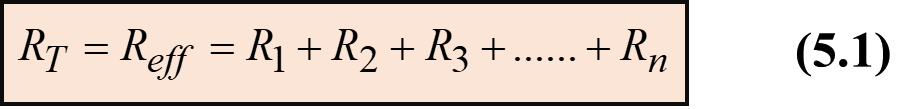 R_T = R_eff = R_1 + R_2 + R_3 + ...... + R_n (5.1)